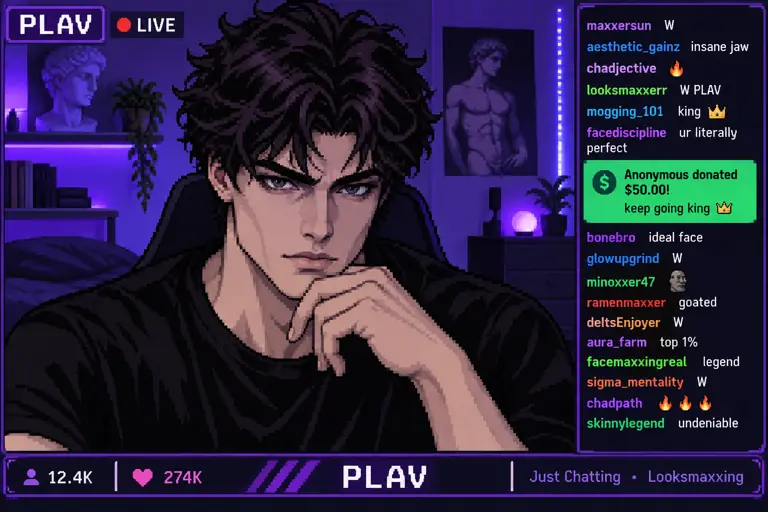 PLAV
LIVE
maxxersun W
aesthetic_gainz insane jaw
chadjective 🔥
looksmaxxerr W PLAV
mogging_101 king 👑
facediscipline ur literally
perfect
$ Anonymous donated
$50.00!
keep going king 👑
bonebro ideal face
glowupgrind W
minoxxer47
ramenmaxxer goated
deltsEnjoyer W
aura_farm top 1%
facemaxxingreal legend
sigma_mentality W
chadpath 🔥 🔥 🔥
skinnylegend undeniable
12.4K
274K
PLAV
Just Chatting • Looksmaxxing